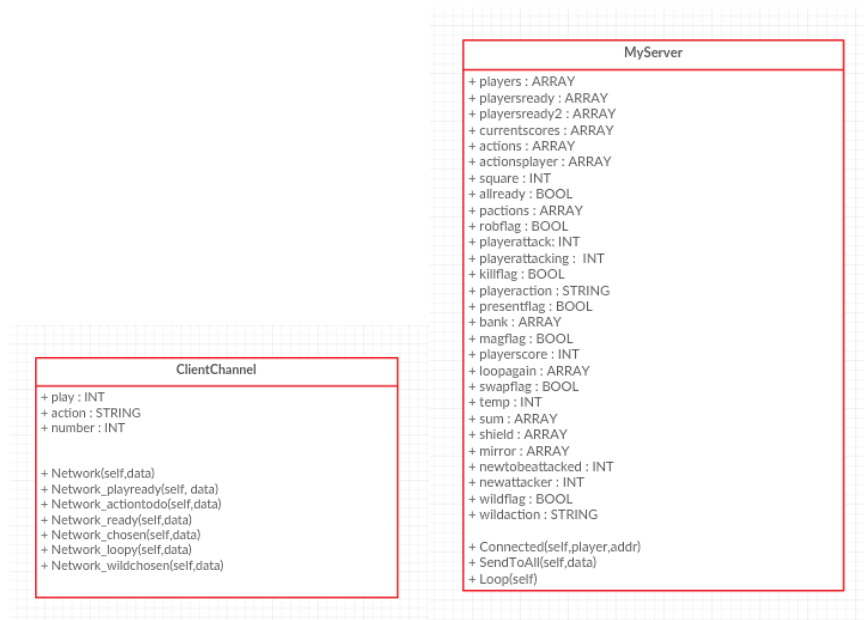 ClientChannel
+ play : INT
+ action : STRING
+ number : INT
+ Network(self,data)
+ Network_playready(self, data)
+ Network_actiontodo(self,data)
+ Network_ready(self,data)
+ Network_chosen(self,data)
+ Network_loopy(self,data)
+ Network_wildchosen(self,data)
MyServer
+ players : ARRAY
+ playersready : ARRAY
+ playersready2 : ARRAY
+ currentscores : ARRAY
+ actions : ARRAY
+ actionsplayer : ARRAY
+ square : INT
+ allready : BOOL
+ pactions : ARRAY
+ robflag : BOOL
+ playerattack: INT
+ playerattacking :  INT
+ killflag : BOOL
+ playeraction : STRING
+ presentflag : BOOL
+ bank : ARRAY
+ magflag : BOOL
+ playerscore : INT
+ loopagain : ARRAY
+ swapflag : BOOL
+ temp : INT
+ sum : ARRAY
+ shield : ARRAY
+ mirror : ARRAY
+ newtobeattacked : INT
+ newattacker : INT
+ wildflag : BOOL
+ wildaction : STRING
+ Connected(self,player,addr)
+ SendToAll(self,data)
+ Loop(self)